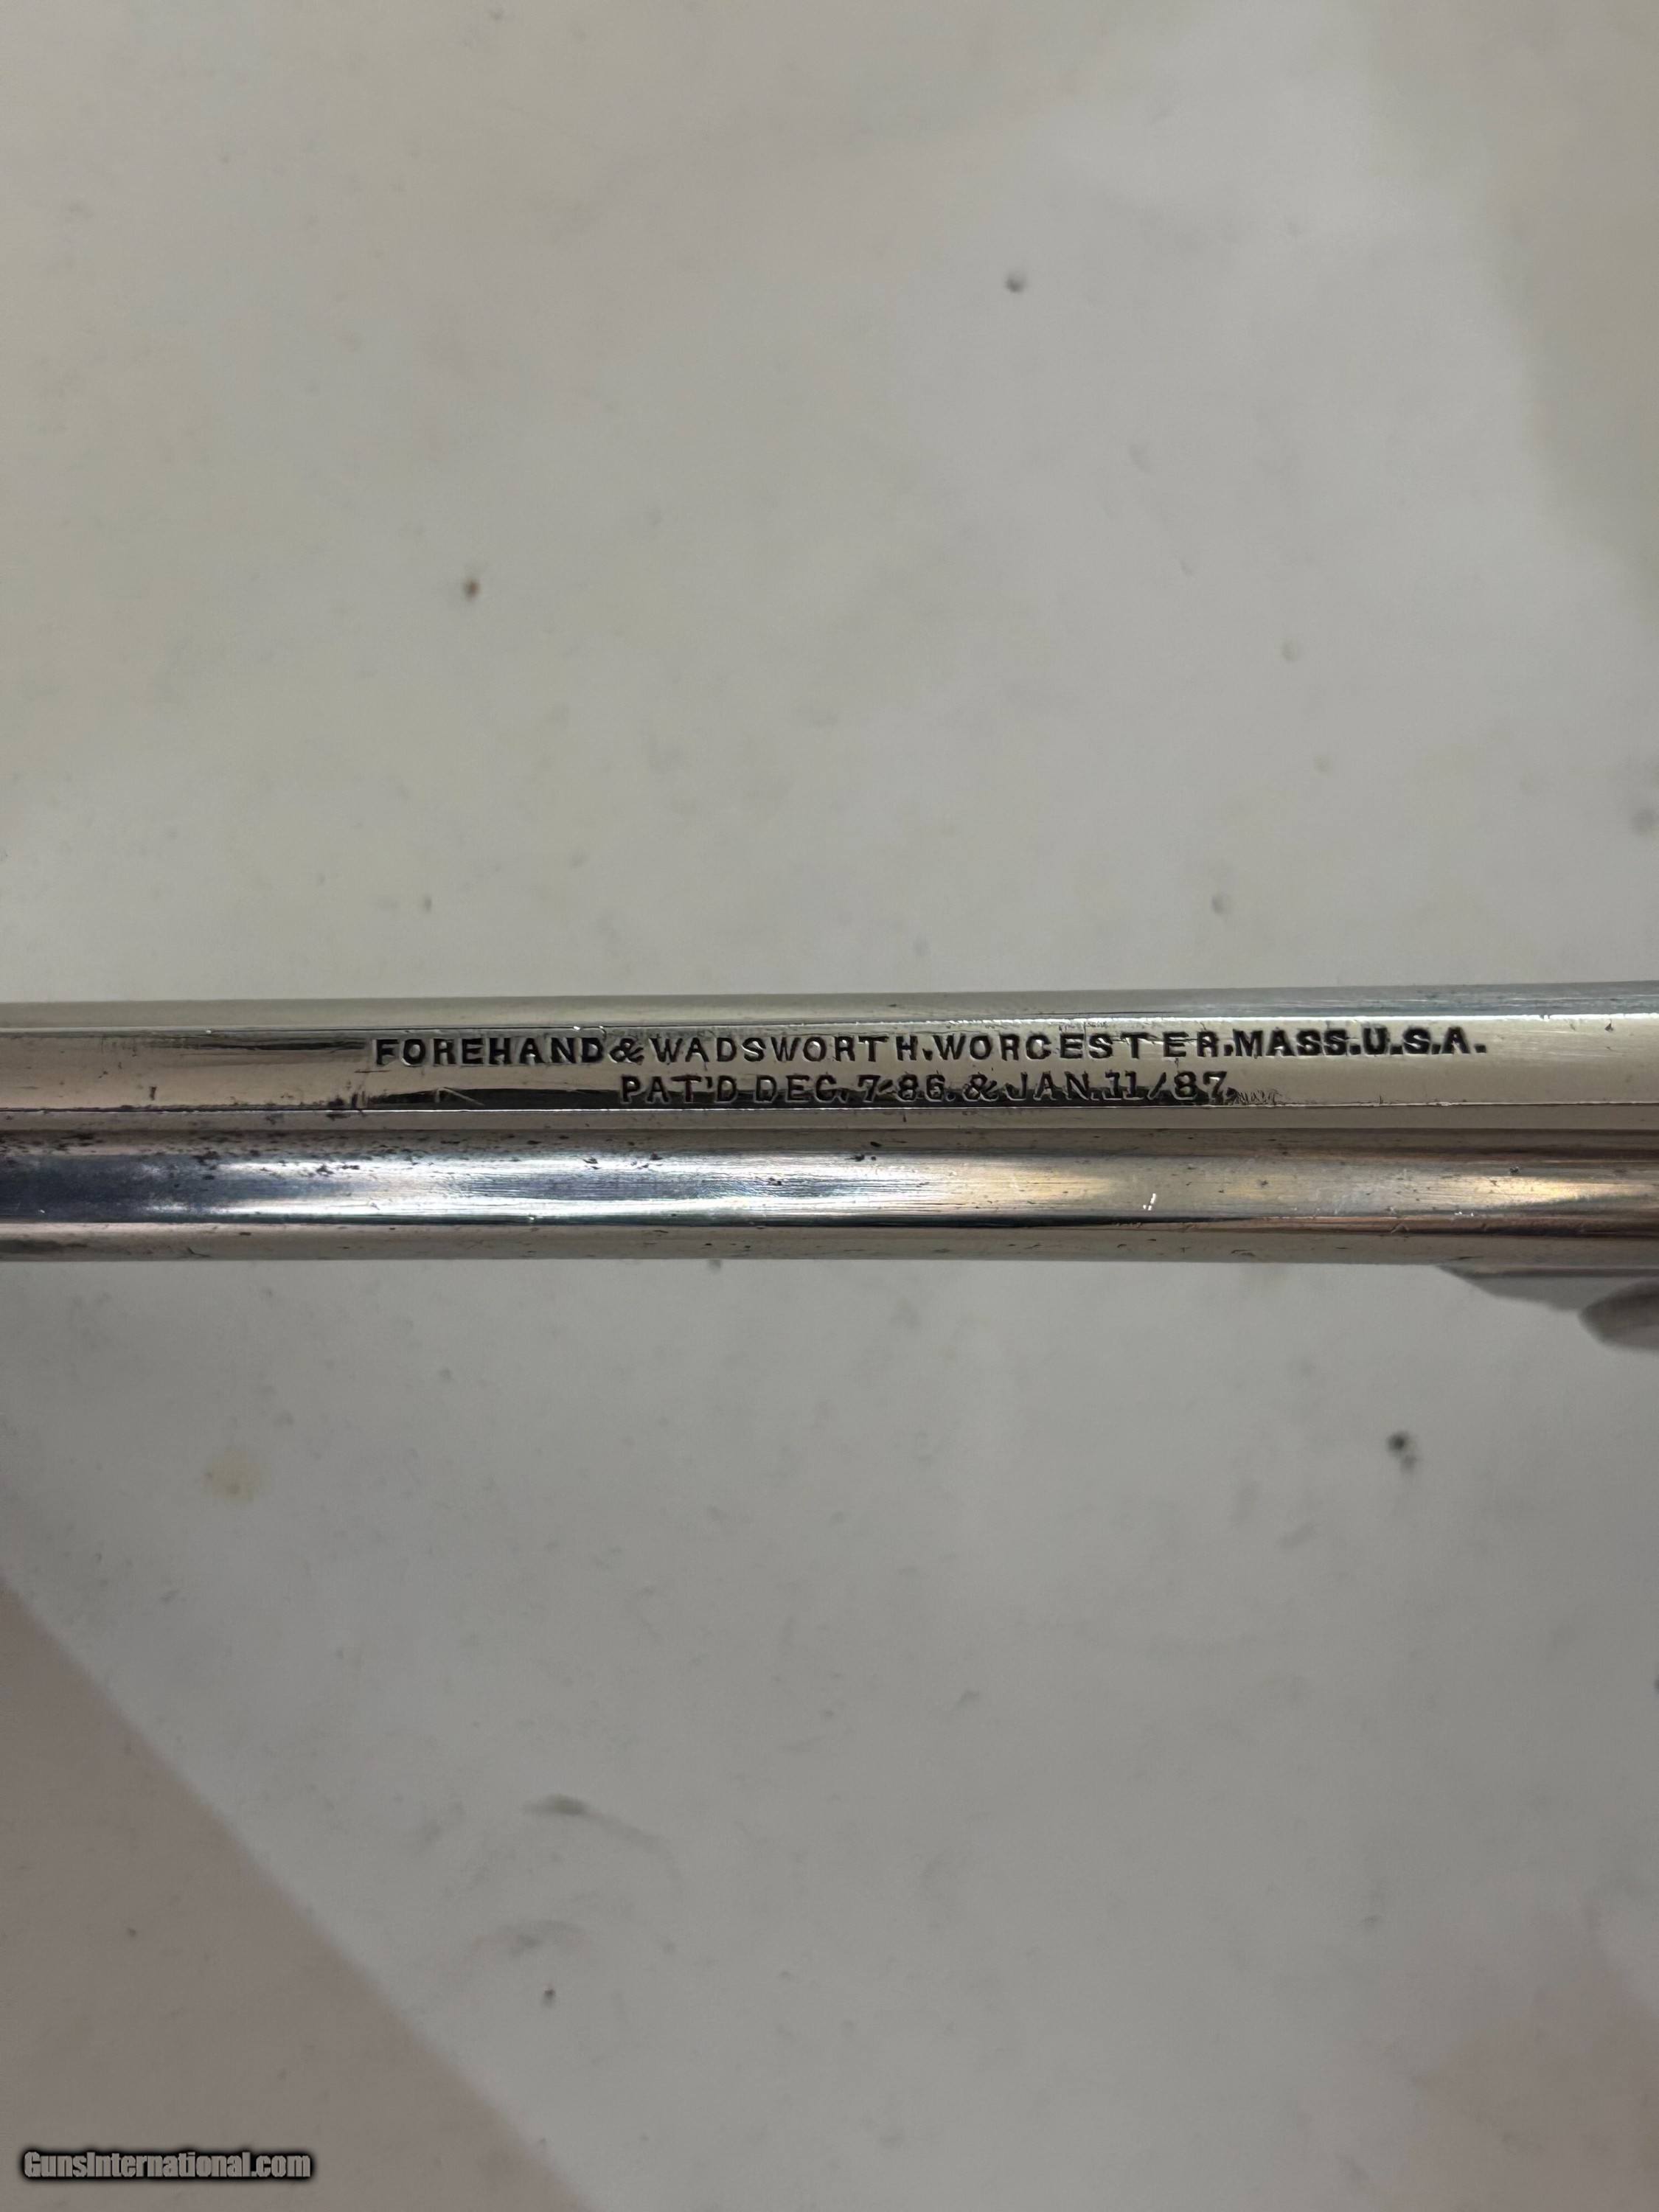 FOREHAND & WADSWORTH. WORCESTER. MASS. U.S.A.
PAT'D DEC. 7-86. & JAN. 11/87.
GunsInternational.com